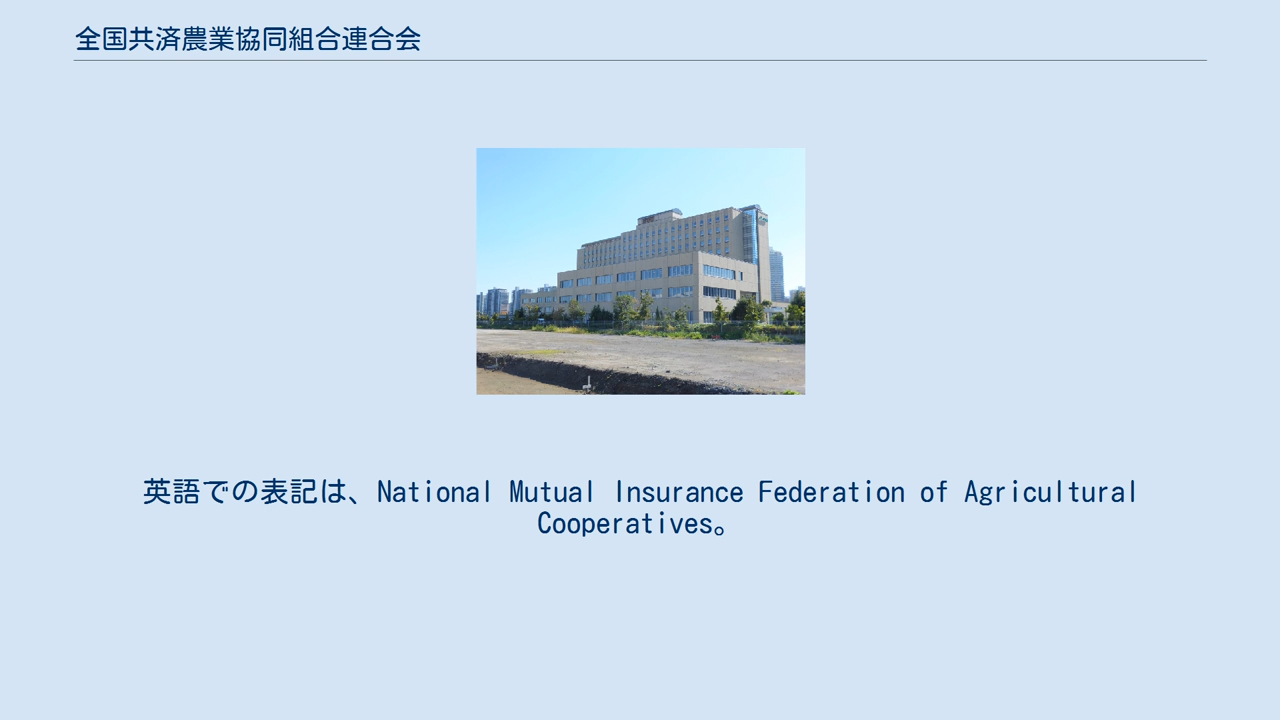 全国共済農業協同組合連合会
英語での表記は、National Mutual Insurance Federation of Agricultural
Cooperatives。